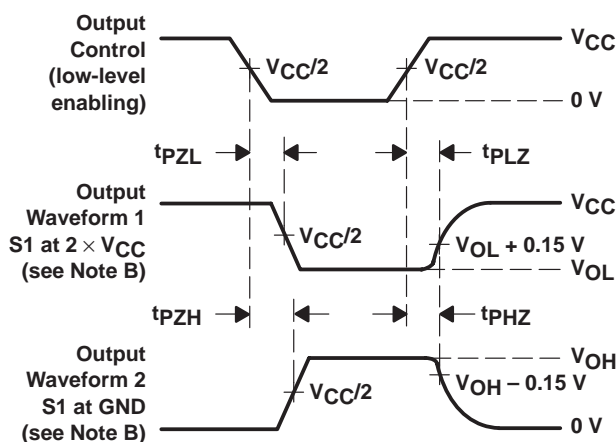 Output
Control
(low-level
enabling)
VCC/2
VCC/2
VCC
0 V
tPZL
tPLZ
Output
Waveform 1
S1 at 2 × VCC
(see Note B)
VCC/2
VCC
VOL + 0.15 V
VOL
tPZH
tPHZ
Output
Waveform 2
S1 at GND
(see Note B)
VCC/2
VOH
VOH − 0.15 V
0 V